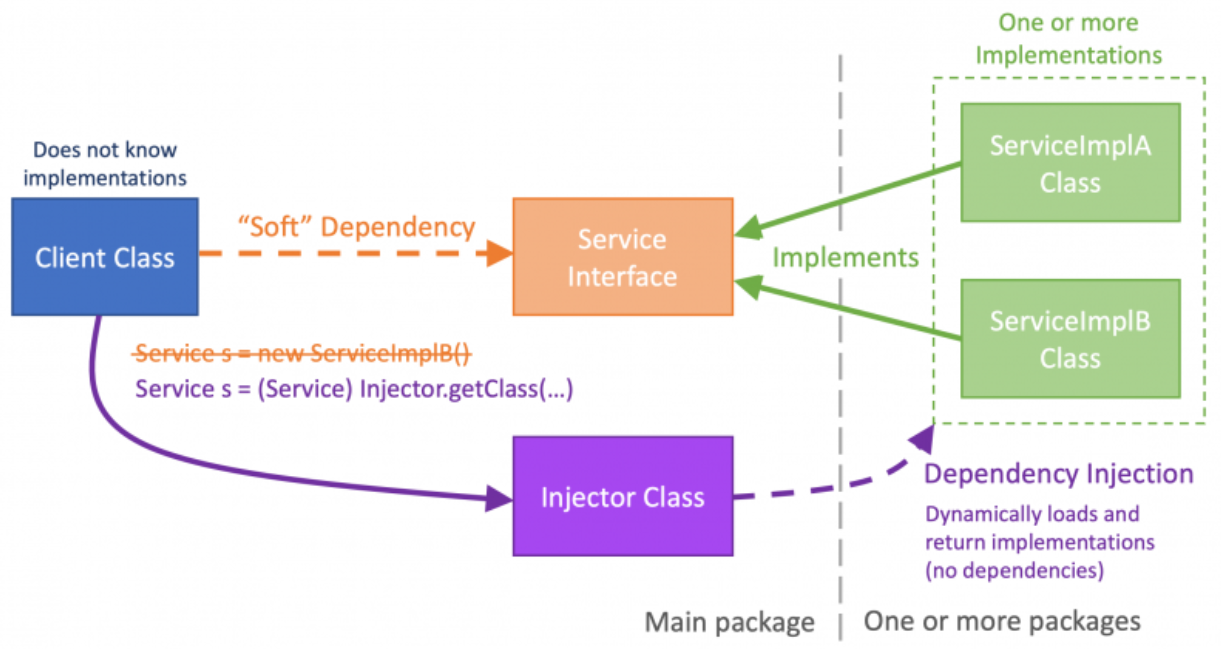 One or more
Implementations
ServiceImplA
Class
Does not know
implementations
Client Class
“Soft” Dependency
Service
Interface
Implements
ServiceImplB
Class
Service s = new ServiceImplB()
Service s = (Service) Injector.getClass(...)
Injector Class
Dependency Injection
Dynamically loads and
return implementations
(no dependencies)
Main package
One or more packages